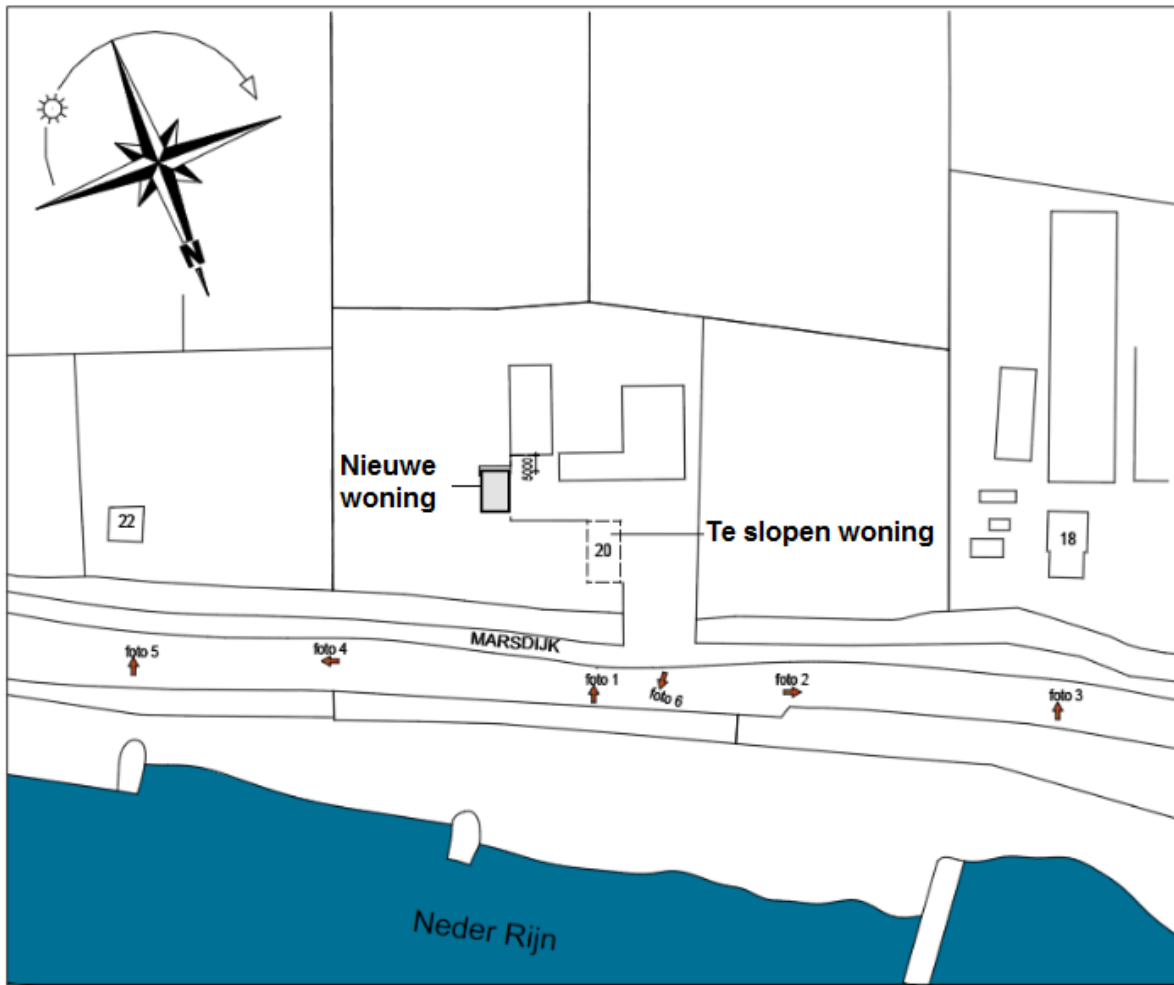 N
5000
Nieuwe
woning
22
20
Te slopen woning
18
MARSDIJK
foto 5
foto 4
foto 1
foto 6
foto 2
foto 3
Neder Rijn